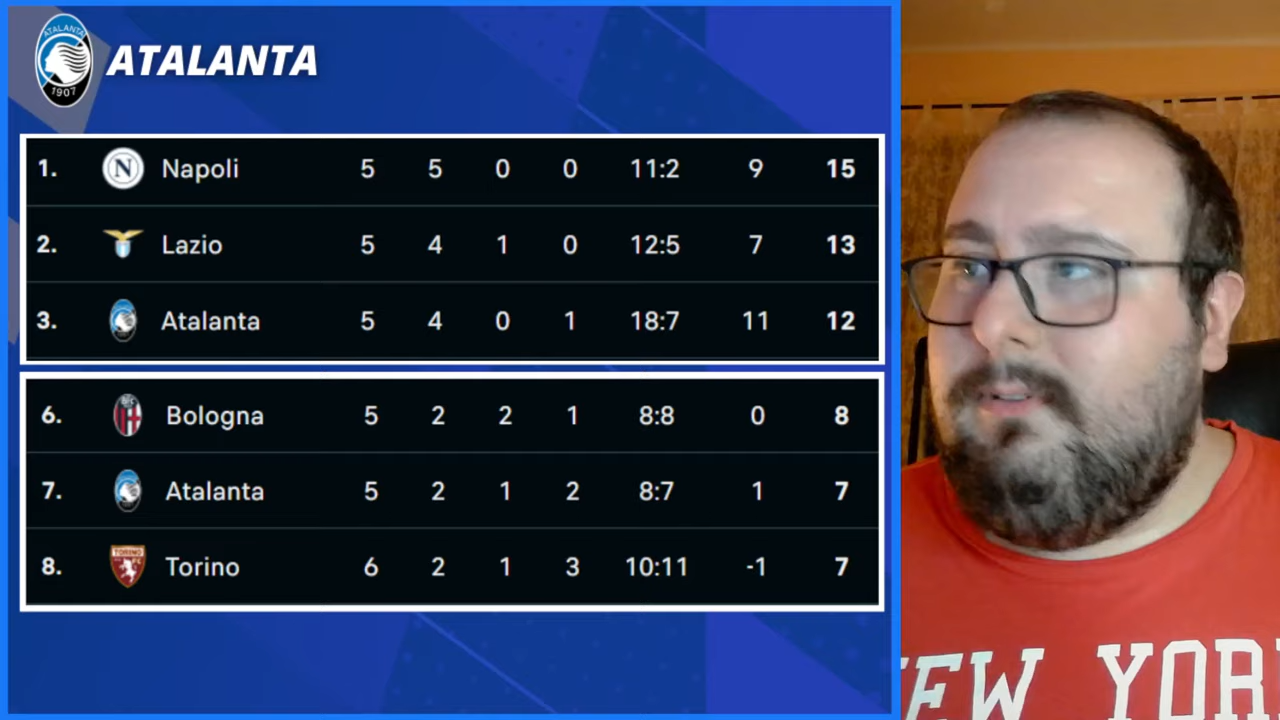 ATALANTA
1907
ATALANTA
1. N Napoli 5 5 0 0 11:2 9 15
2. Lazio 5 4 1 0 12:5 7 13
3. Atalanta 5 4 0 1 18:7 11 12
6. BFC Bologna 5 2 2 1 8:8 0 8
7. Atalanta 5 2 1 2 8:7 1 7
8. TORINO Torino 6 2 1 3 10:11 -1 7
EW YOR